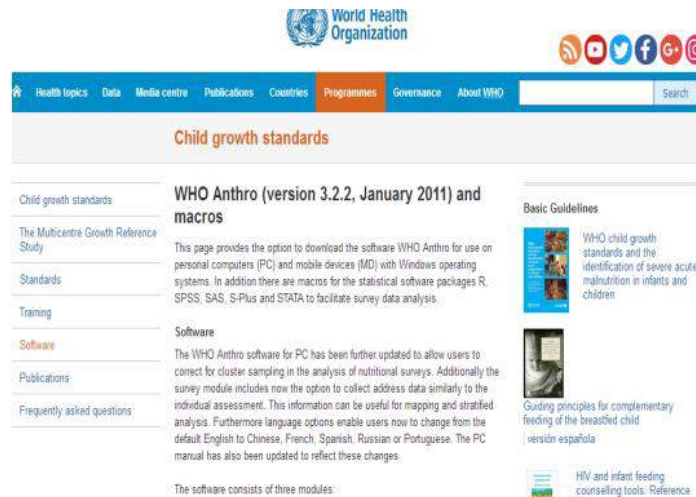 World Health
Organization
Health topics Data Media centre Publications Countries Programmes Governance About WHO
Search
Child growth standards
Child growth standards
The Multicentre Growth Reference
Study
Standards
Training
Software
Publications
Frequently asked questions
WHO Anthro (version 3.2.2, January 2011) and
macros
This page provides the option to download the software WHO Anthro for use on
personal computers (PC) and mobile devices (MD) with Windows operating
systems. In addition there are macros for the statistical software packages R,
SPSS, SAS, S-Plus and STATA to facilitate survey data analysis.
Software
The WHO Anthro software for PC has been further updated to allow users to
correct for cluster sampling in the analysis of nutritional surveys. Additionally the
survey module includes now the option to collect address data similarly to the
individual assessment. This information can be useful for mapping and stratified
analysis. Furthermore language options enable users now to change from the
default English to Chinese, French, Spanish, Russian or Portuguese. The PC
manual has also been updated to reflect these changes.
The software consists of three modules:
Basic Guidelines
WHO child growth
standards and the
identification of severe acute
malnutrition in infants and
children
Guiding principles for complementary
feeding of the breastfed child
versión española
HIV and infant feeding
counselling tools. Reference